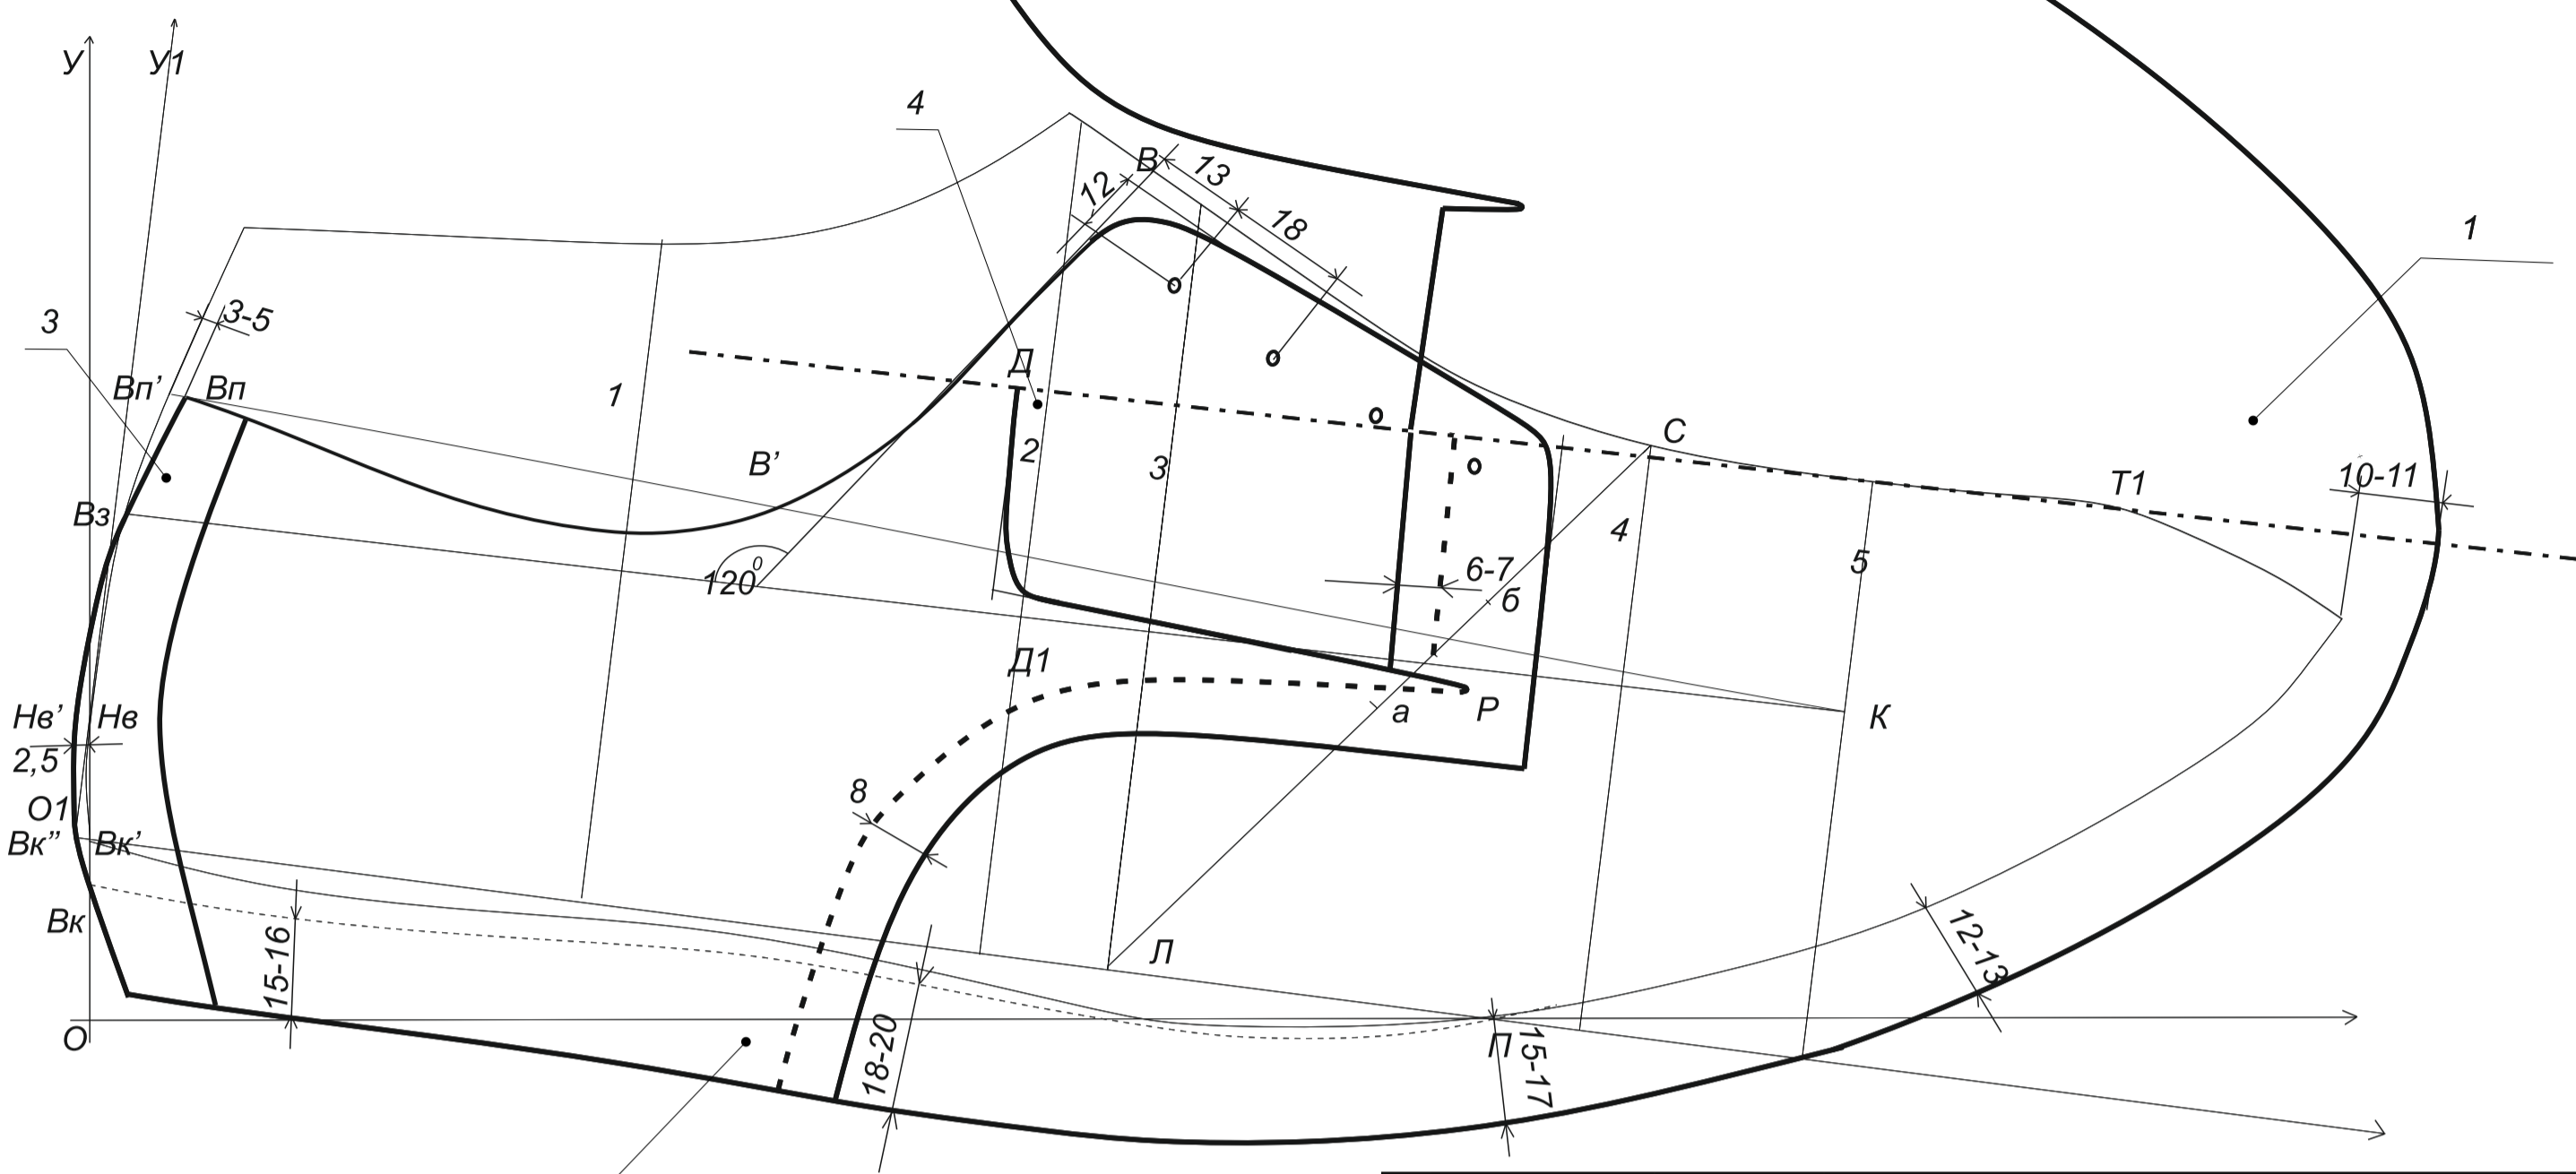 У
У1
4
В
13
12
18
1
3
3-5
Вп’
Вп
Д
1
2
3
В’
С
Т1
10-11
Вз
4
5
120⁰
6-7
б
Д1
а
Р
К
Нв’
Нв
2,5
8
О1
Вк’’
Вк’
Вк
15-16
Л
12-13
О
18-20
П
15-17